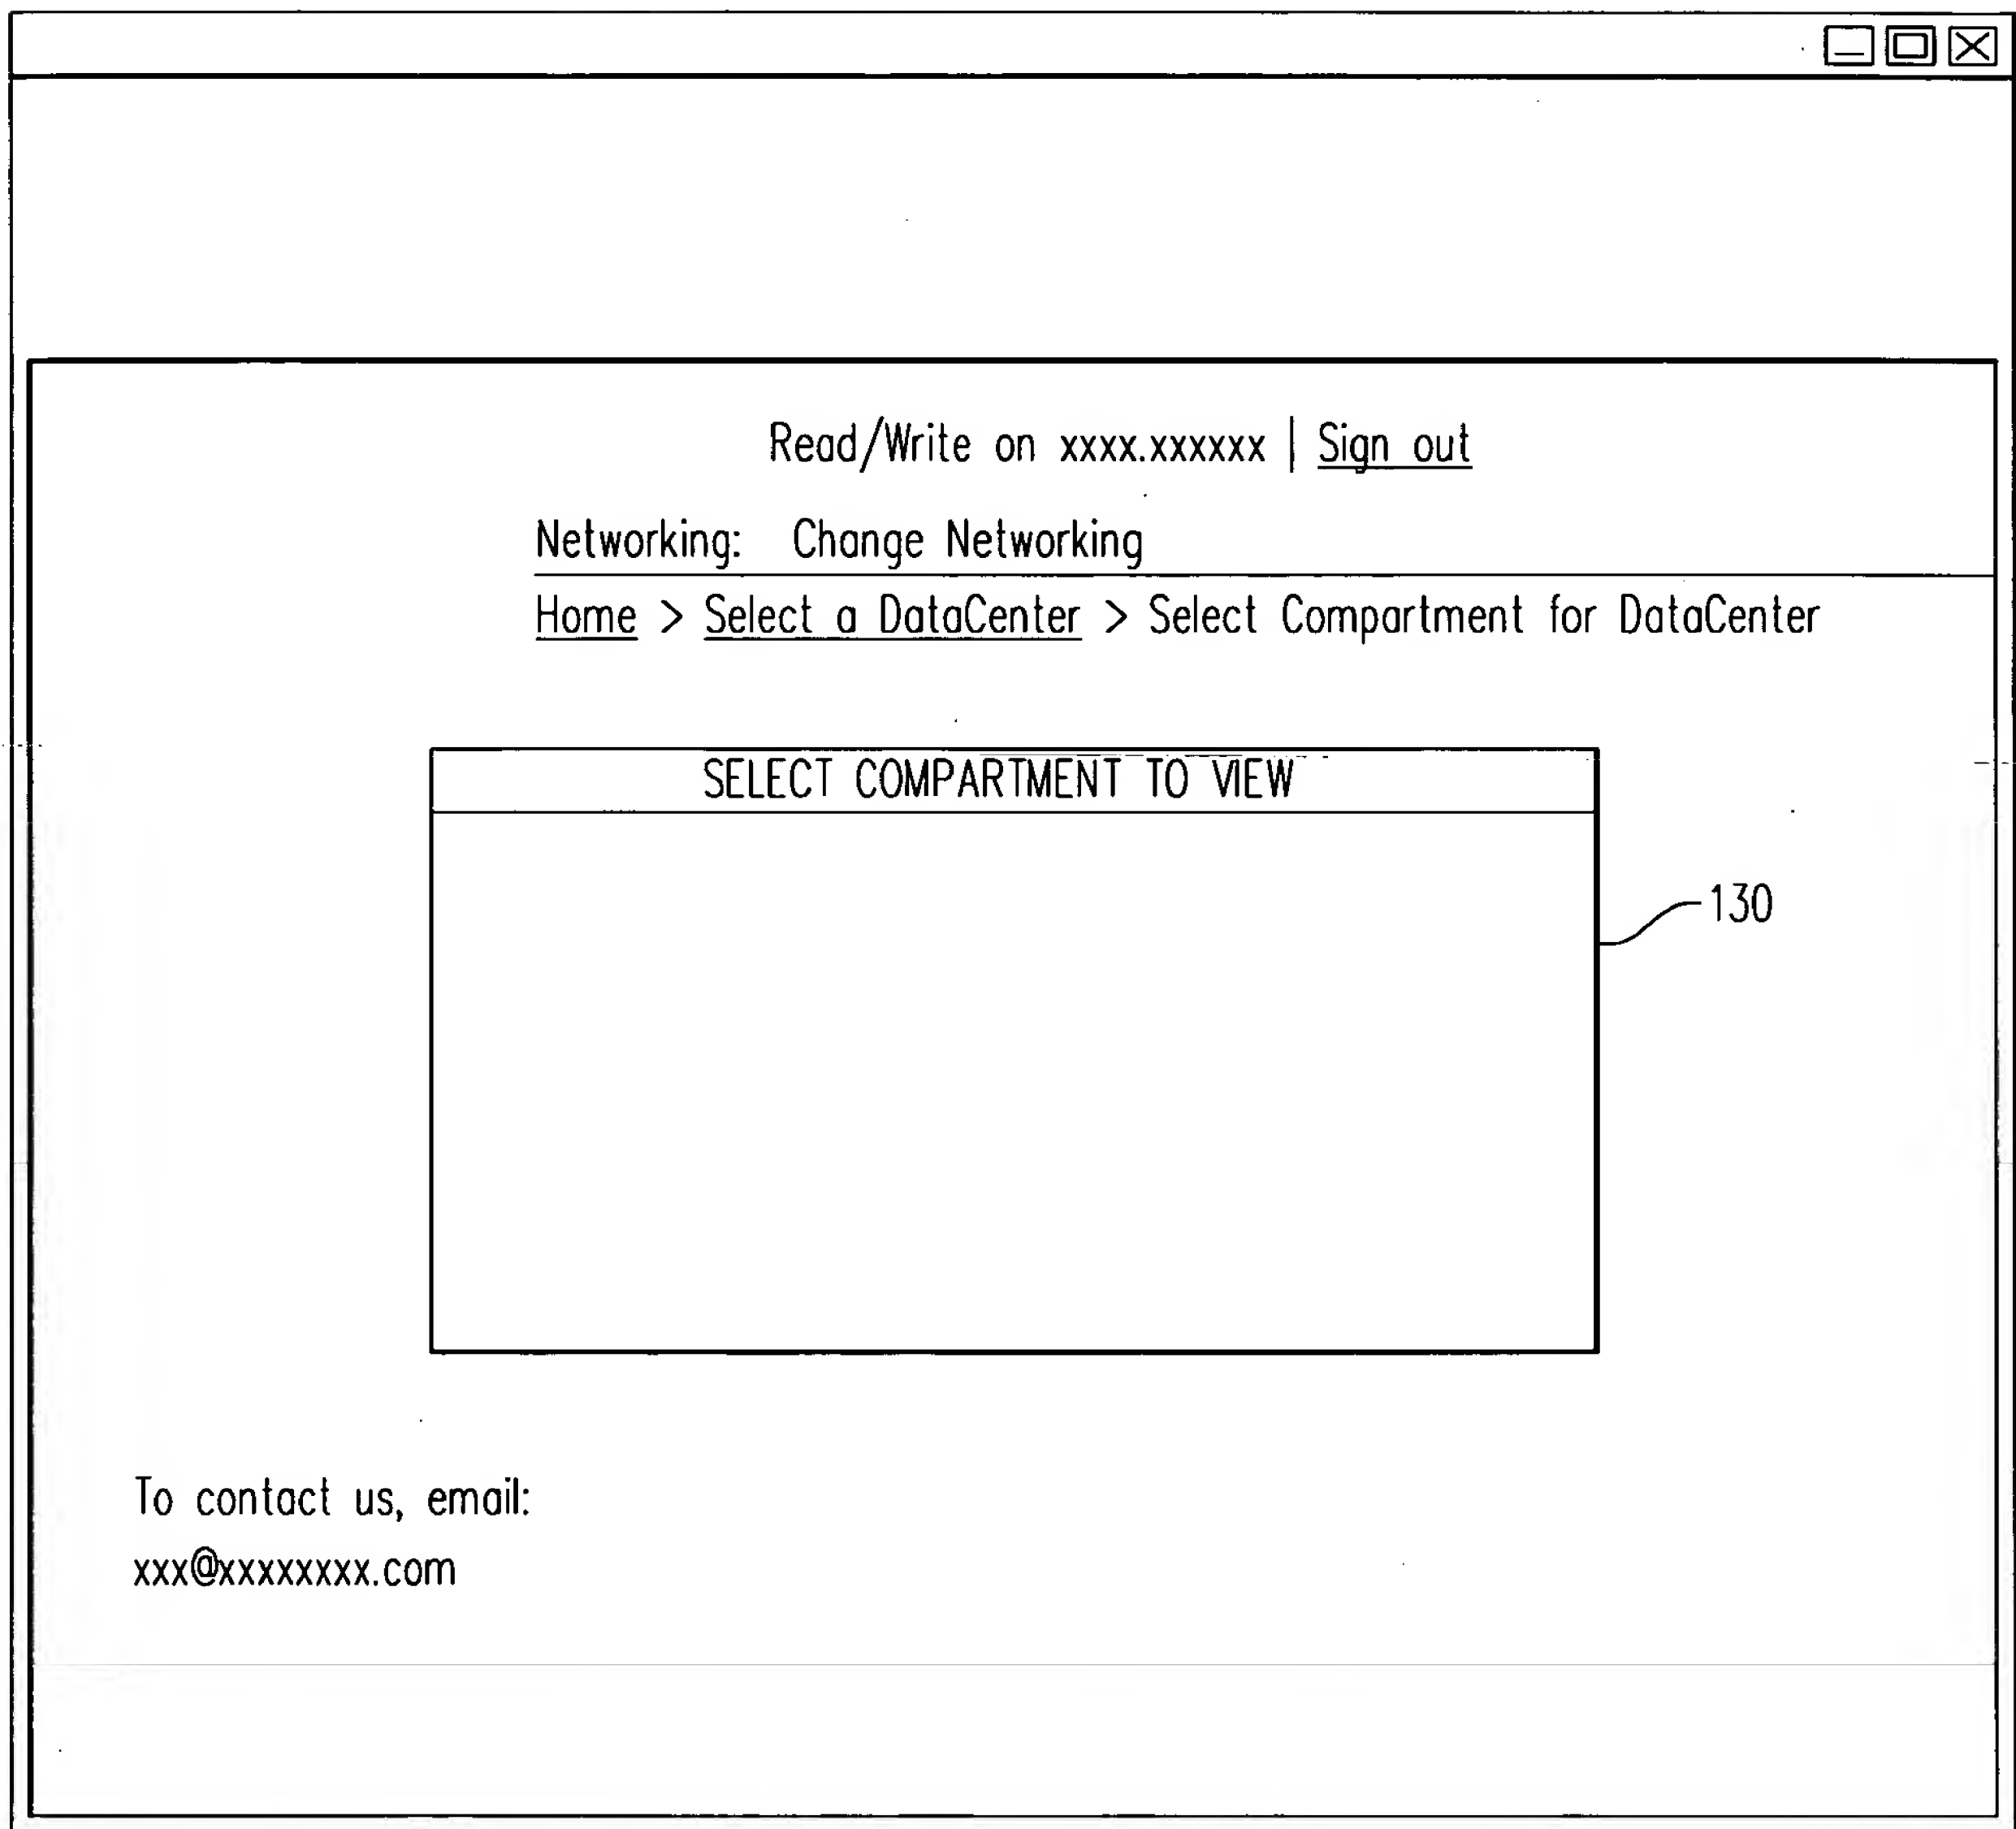 Read/Write on xxxx.xxxxxx | Sign out
Networking: Change Networking
Home > Select a DataCenter > Select Compartment for DataCenter
SELECT COMPARTMENT TO VIEW
130
To contact us, email:
xxx@xxxxxxxx.com